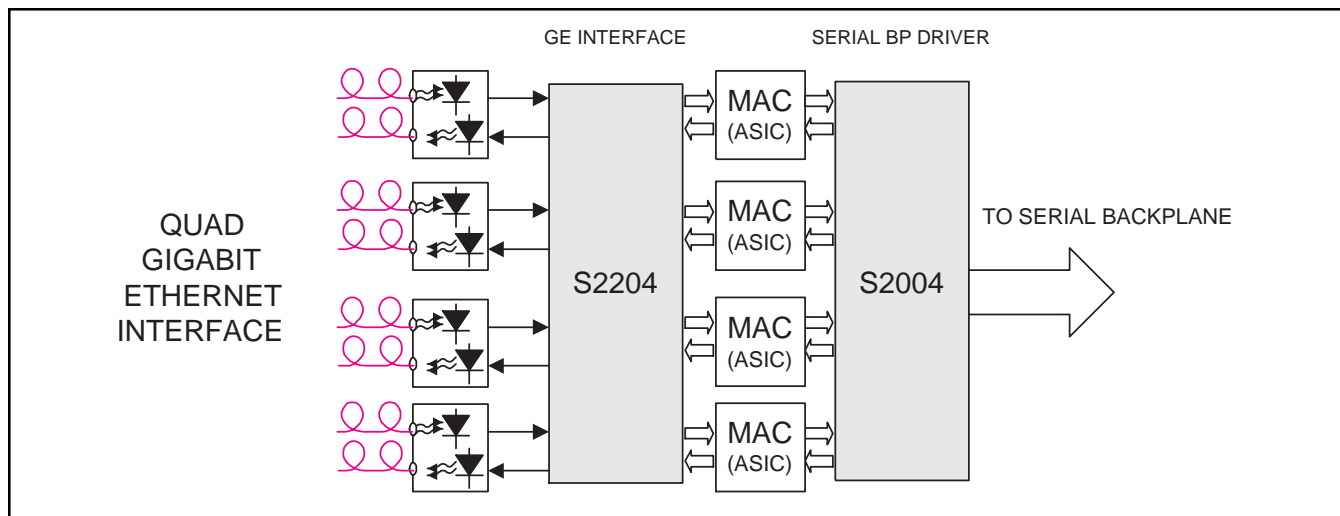 GE INTERFACE
SERIAL BP DRIVER
QUAD
GIGABIT
ETHERNET
INTERFACE
S2204
MAC
(ASIC)
MAC
(ASIC)
MAC
(ASIC)
MAC
(ASIC)
S2004
TO SERIAL BACKPLANE